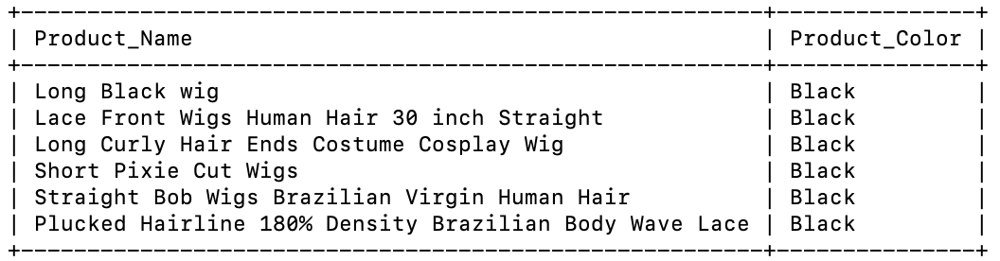 +---------------------------------------------------------+---------------+
| Product_Name | Product_Color |
+---------------------------------------------------------+---------------+
| Long Black wig | Black |
| Lace Front Wigs Human Hair 30 inch Straight | Black |
| Long Curly Hair Ends Costume Cosplay Wig | Black |
| Short Pixie Cut Wigs | Black |
| Straight Bob Wigs Brazilian Virgin Human Hair | Black |
| Plucked Hairline 180% Density Brazilian Body Wave Lace | Black |
+---------------------------------------------------------+---------------+